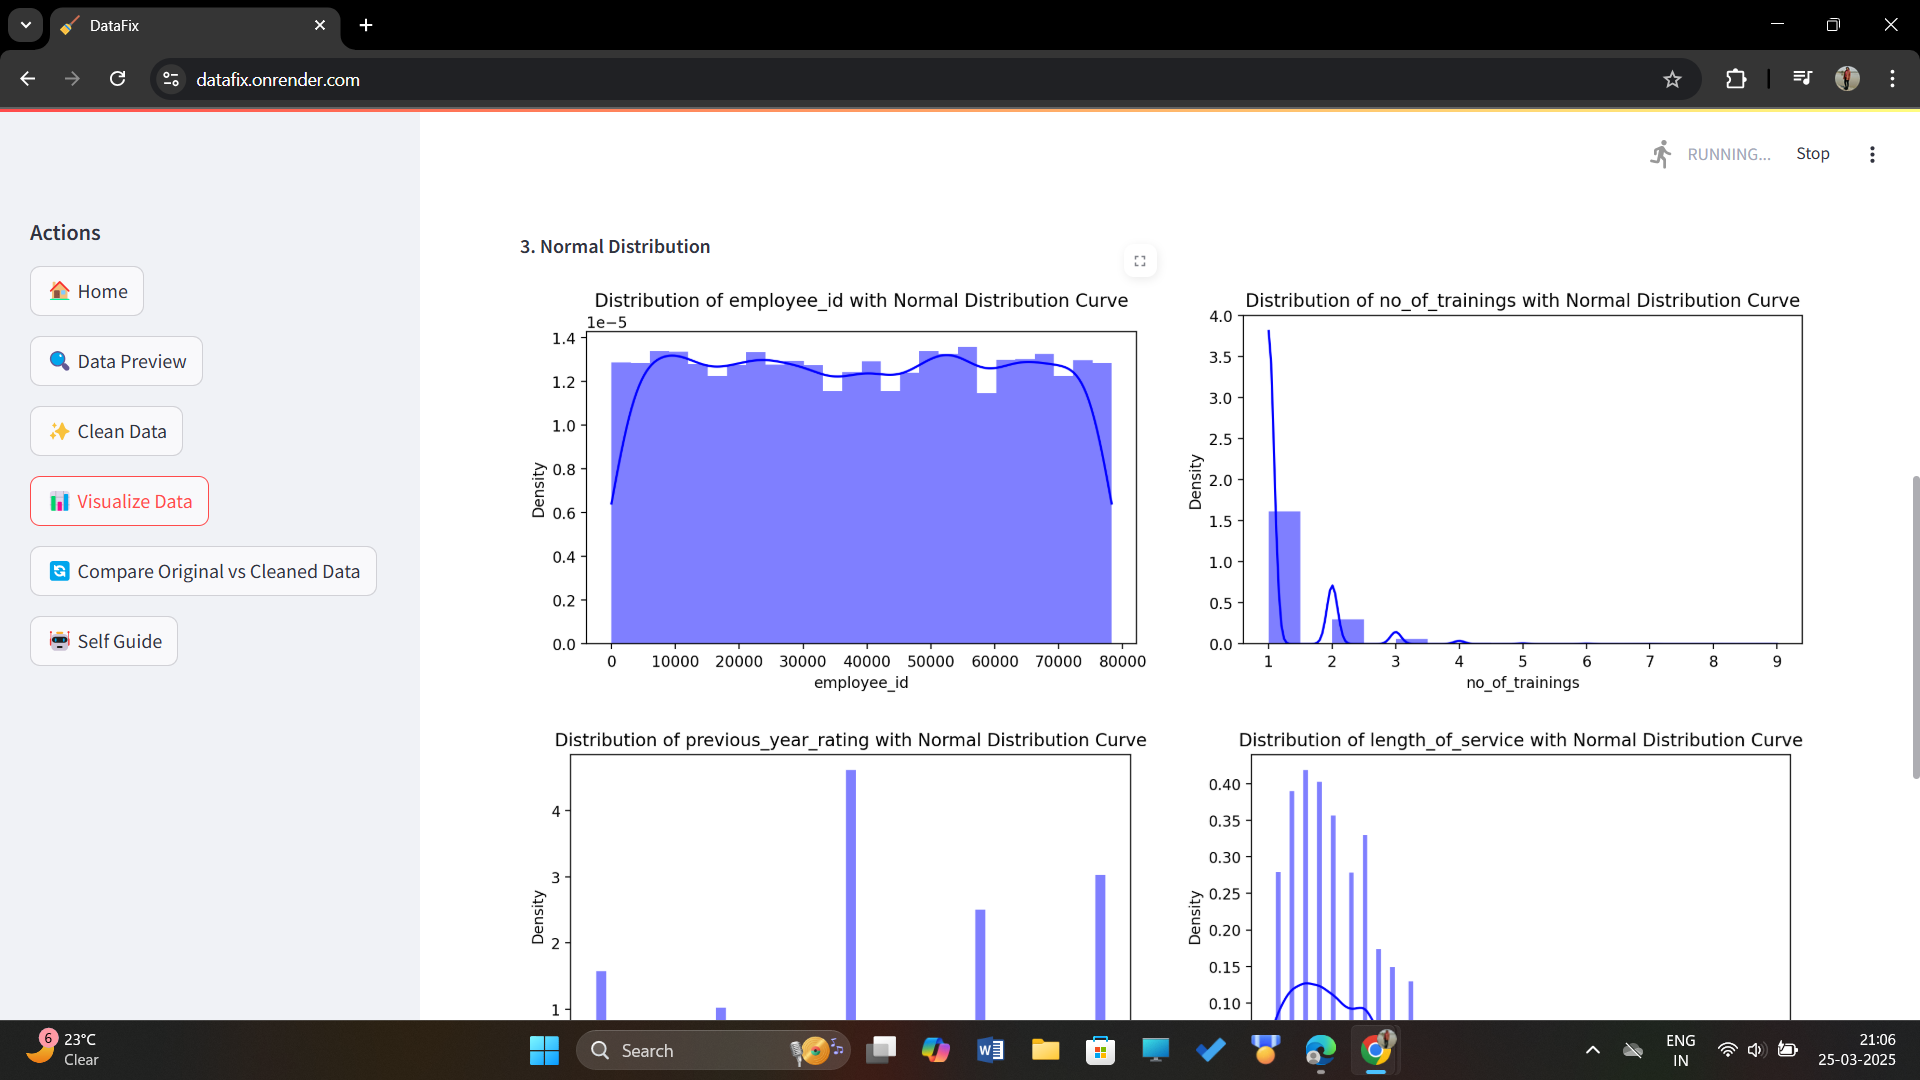 DataFix
datafix.onrender.com
RUNNING...
Stop
Actions
Home
Data Preview
Clean Data
Visualize Data
Compare Original vs Cleaned Data
Self Guide
3. Normal Distribution
Distribution of employee_id with Normal Distribution Curve
1e−5
1.4
1.2
1.0
0.8
0.6
0.4
0.2
0.0
Density
0 10000 20000 30000 40000 50000 60000 70000 80000
employee_id
Distribution of no_of_trainings with Normal Distribution Curve
4.0
3.5
3.0
2.5
2.0
1.5
1.0
0.5
0.0
Density
1 2 3 4 5 6 7 8 9
no_of_trainings
Distribution of previous_year_rating with Normal Distribution Curve
4
3
2
1
Density
Distribution of length_of_service with Normal Distribution Curve
0.40
0.35
0.30
0.25
0.20
0.15
0.10
Density
6
23°C
Clear
Search
ENG
IN
21:06
25-03-2025